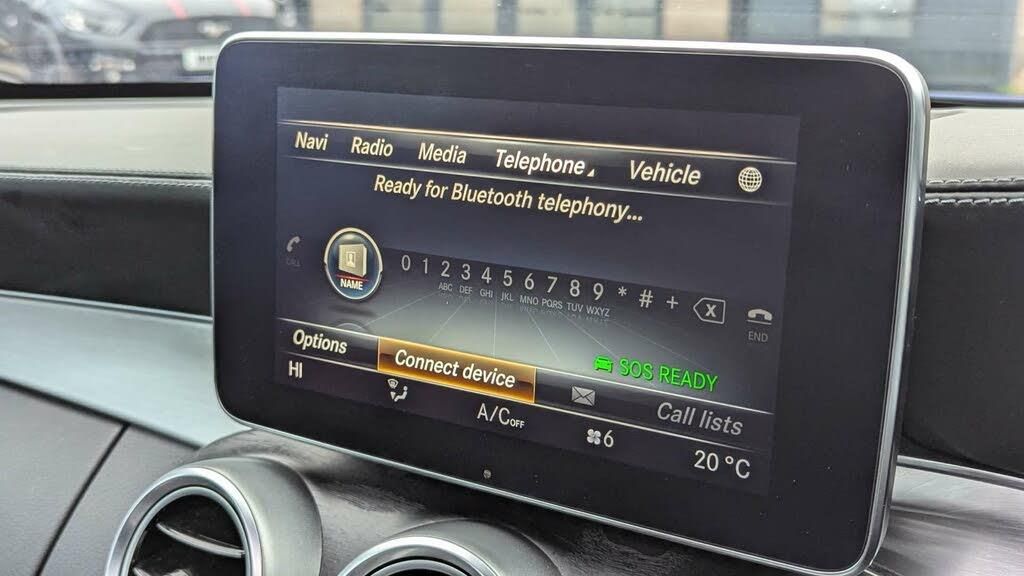 Navi Radio Media Telephone Vehicle
Ready for Bluetooth telephony...
CALL
NAME
0 1 2 3 4 5 6 7 8 9 * # +
ABC DEF GHI JKL MNO PQRS TUV WXYZ
X
END
SOS READY
Options Connect device Call lists
HI A/C OFF 6 20 °C